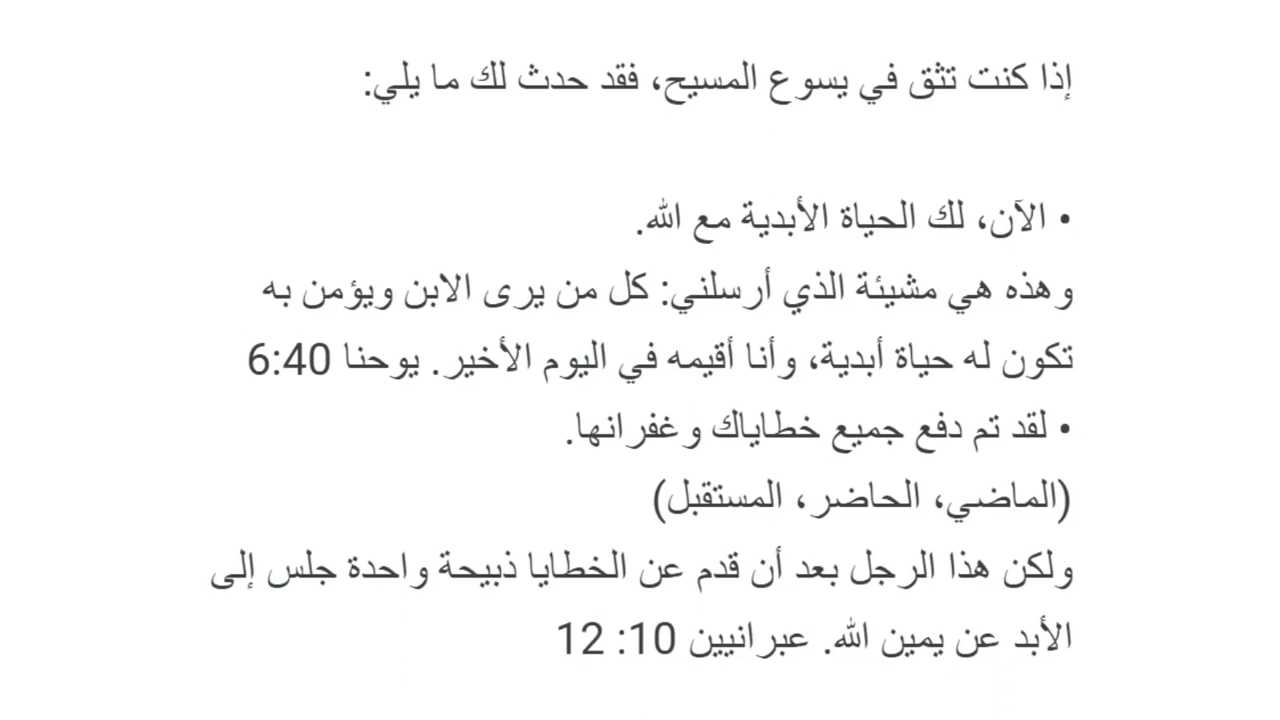 إذا كنت تثق في يسوع المسيح، فقد حدث لك ما يلي:
• الآن، لك الحياة الأبدية مع الله.
وهذه هي مشيئة الذي أرسلني: كل من يرى الابن ويؤمن به
تكون له حياة أبدية، وأنا أقيمه في اليوم الأخير. يوحنا 6:40
• لقد تم دفع جميع خطاياك وغفرانها.
(الماضي، الحاضر، المستقبل)
ولكن هذا الرجل بعد أن قدم عن الخطايا ذبيحة واحدة جلس إلى
الأبد عن يمين الله. عبرانيين 10: 12